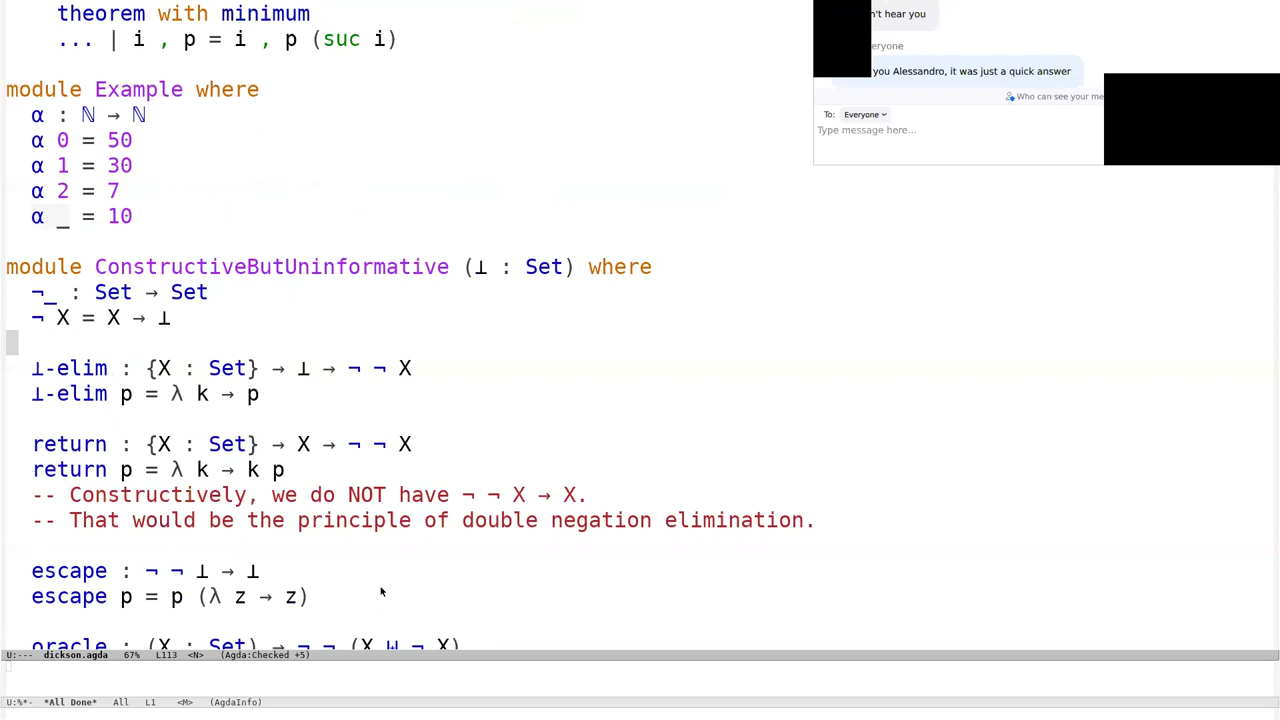 theorem with minimum
... | i , p = i , p (suc i)
module Example where
α : ℕ → ℕ
α 0 = 50
α 1 = 30
α 2 = 7
α _ = 10
module ConstructiveButUninformative (⊥ : Set) where
¬_ : Set → Set
¬ X = X → ⊥
⊥-elim : {X : Set} → ⊥ → ¬ ¬ X
⊥-elim p = λ k → p
return : {X : Set} → X → ¬ ¬ X
return p = λ k → k p
-- Constructively, we do NOT have ¬ ¬ X → X.
-- That would be the principle of double negation elimination.
escape : ¬ ¬ ⊥ → ⊥
escape p = p (λ z → z)
oracle : (X : Set) → ¬ ¬ (X ⊎ ¬ X)
U:--- dickson.agda 67% L113 <N> (Agda:Checked +5)
U:%*- *All Done* All L1 <M> (AgdaInfo)
hear you
you Alessandro, it was just a quick answer
Who can see your me
To: Everyone
Type message here...